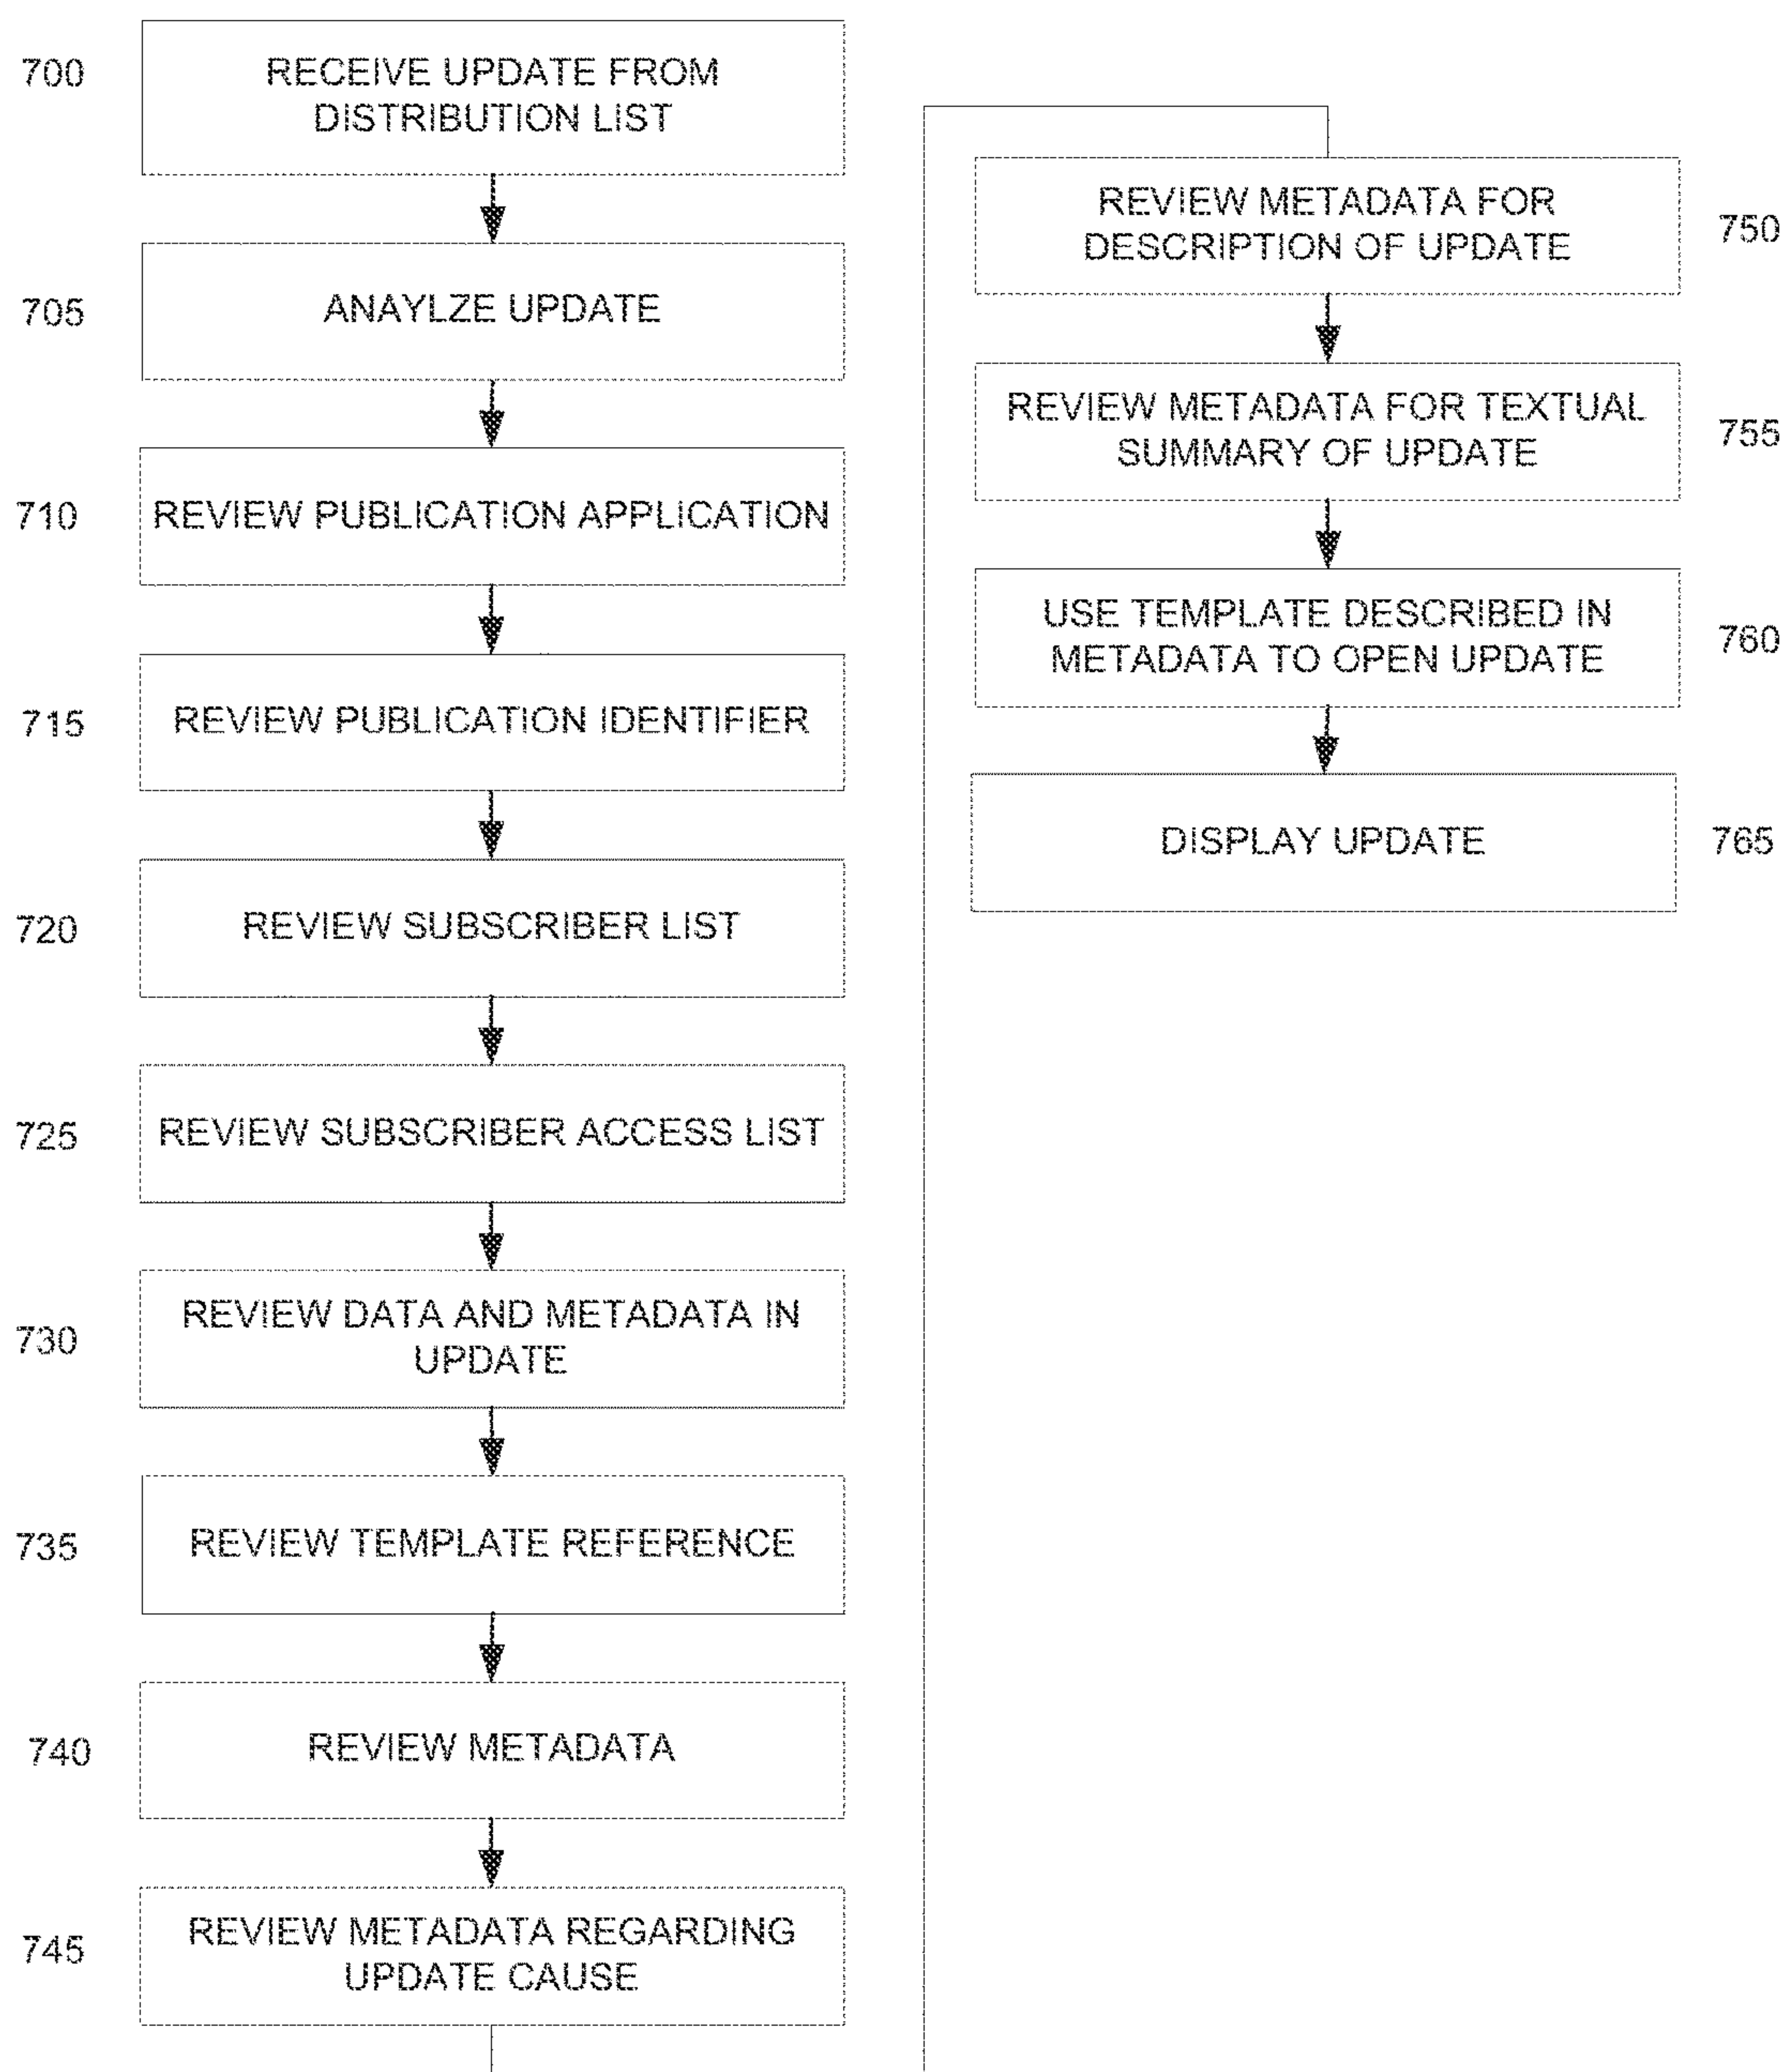 700
RECEIVE UPDATE FROM
DISTRIBUTION LIST
705
ANAYLZE UPDATE
710
REVIEW PUBLICATION APPLICATION
715
REVIEW PUBLICATION IDENTIFIER
720
REVIEW SUBSCRIBER LIST
725
REVIEW SUBSCRIBER ACCESS LIST
730
REVIEW DATA AND METADATA IN
UPDATE
735
REVIEW TEMPLATE REFERENCE
740
REVIEW METADATA
745
REVIEW METADATA REGARDING
UPDATE CAUSE
REVIEW METADATA FOR
DESCRIPTION OF UPDATE
750
REVIEW METADATA FOR TEXTUAL
SUMMARY OF UPDATE
755
USE TEMPLATE DESCRIBED IN
METADATA TO OPEN UPDATE
760
DISPLAY UPDATE
765